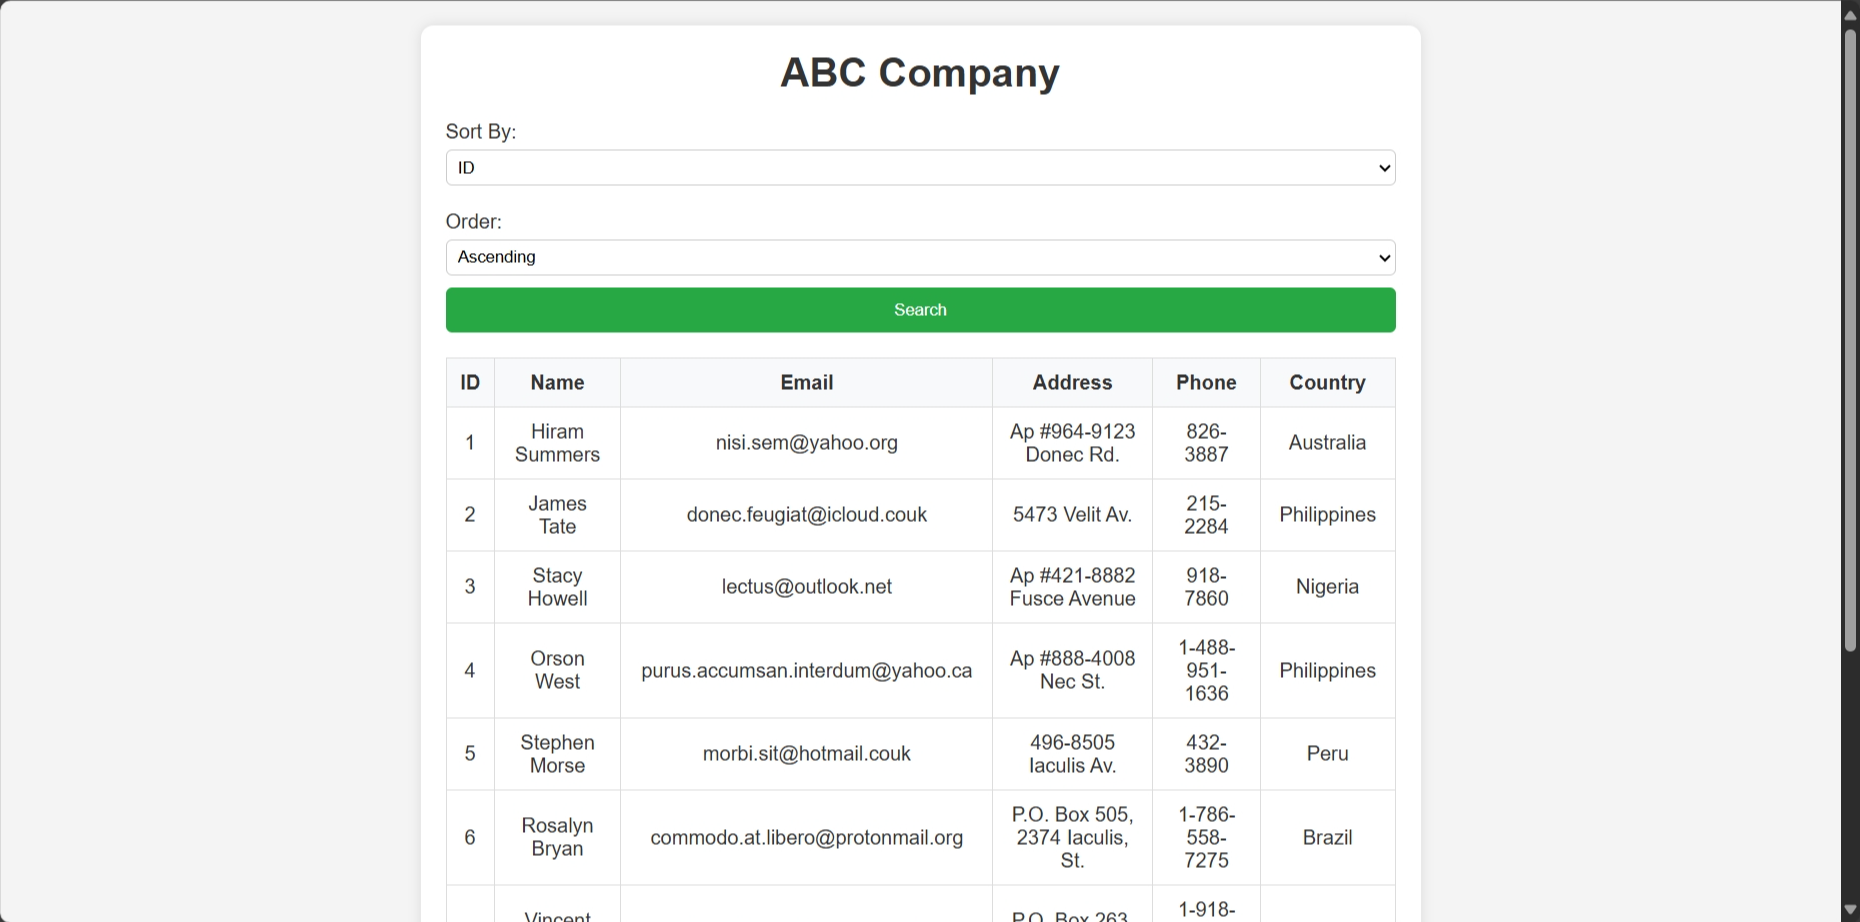 ABC Company
Sort By:
ID
Order:
Ascending
Search
ID Name Email Address Phone Country
1 Hiram Summers nisi.sem@yahoo.org Ap #964-9123 Donec Rd. 826-3887 Australia
2 James Tate donec.feugiat@icloud.couk 5473 Velit Av. 215-2284 Philippines
3 Stacy Howell lectus@outlook.net Ap #421-8882 Fusce Avenue 918-7860 Nigeria
4 Orson West purus.accumsan.interdum@yahoo.ca Ap #888-4008 Nec St. 1-488-951-1636 Philippines
5 Stephen Morse morbi.sit@hotmail.couk 496-8505 Iaculis Av. 432-3890 Peru
6 Rosalyn Bryan commodo.at.libero@protonmail.org P.O. Box 505, 2374 Iaculis, St. 1-786-558-7275 Brazil
Vincent P.O. Box 263, 1-918-